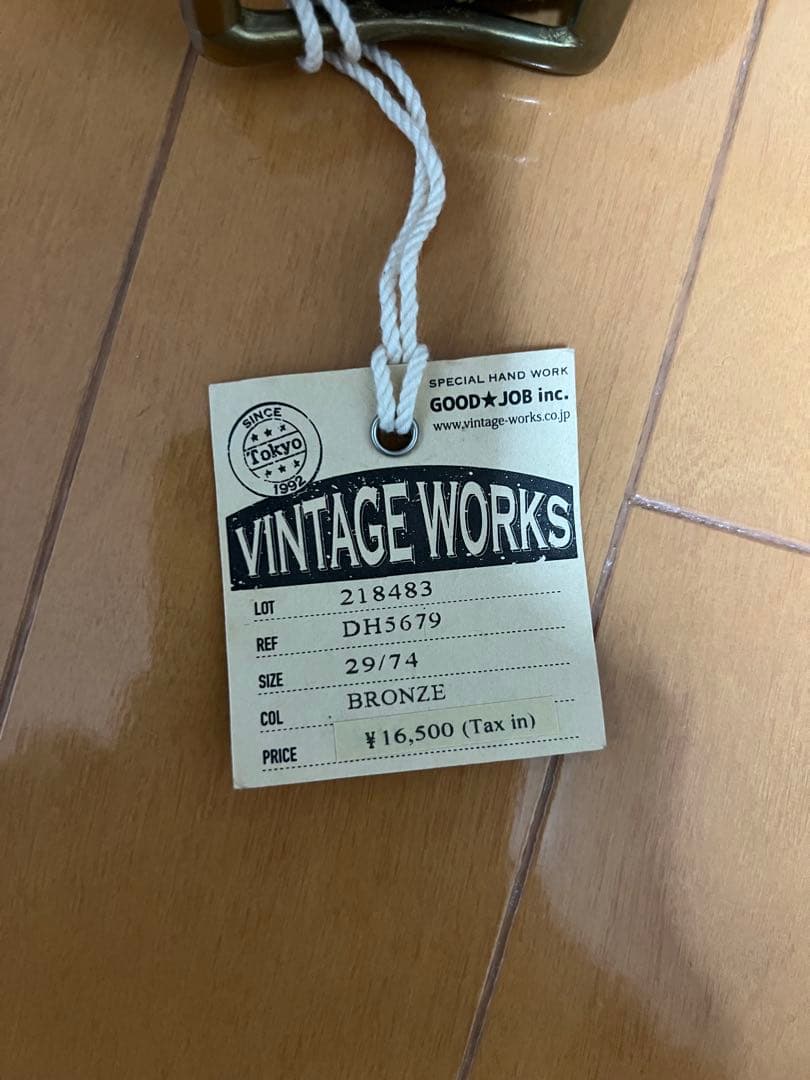 SINCE
Tokyo
1992
SPECIAL HAND WORK
GOOD★JOB inc.
www.vintage-works.co.jp
VINTAGE WORKS
LOT 218483
REF DH5679
SIZE 29/74
COL BRONZE
PRICE ¥16,500 (Tax in)